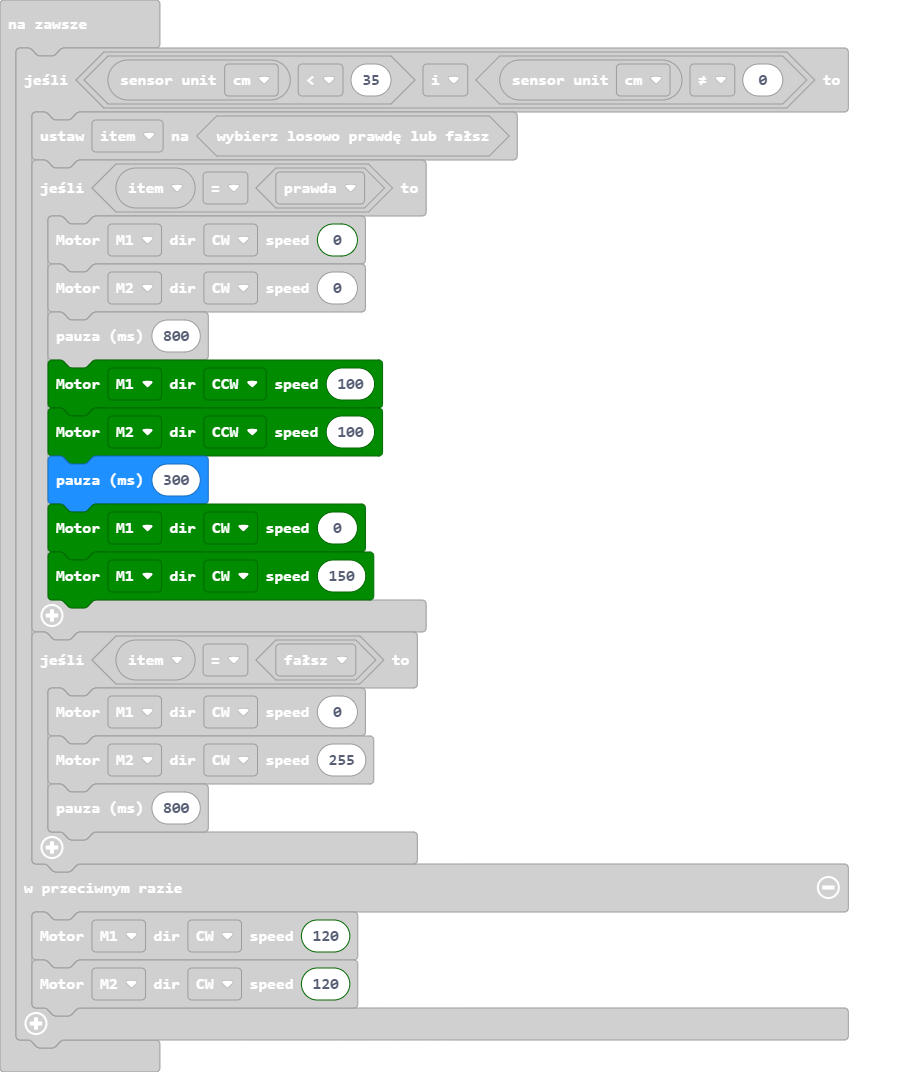 na zawsze
jeśli sensor unit cm < 35 i sensor unit cm ≠ 0 to
ustaw item na wybierz losowo prawdę lub fałsz
jeśli item = prawda to
Motor M1 dir CW speed 0
Motor M2 dir CW speed 0
pauza (ms) 800
Motor M1 dir CCW speed 100
Motor M2 dir CCW speed 100
pauza (ms) 300
Motor M1 dir CW speed 0
Motor M1 dir CW speed 150
jeśli item = fałsz to
Motor M1 dir CW speed 0
Motor M2 dir CW speed 255
pauza (ms) 800
w przeciwnym razie
Motor M1 dir CW speed 120
Motor M2 dir CW speed 120